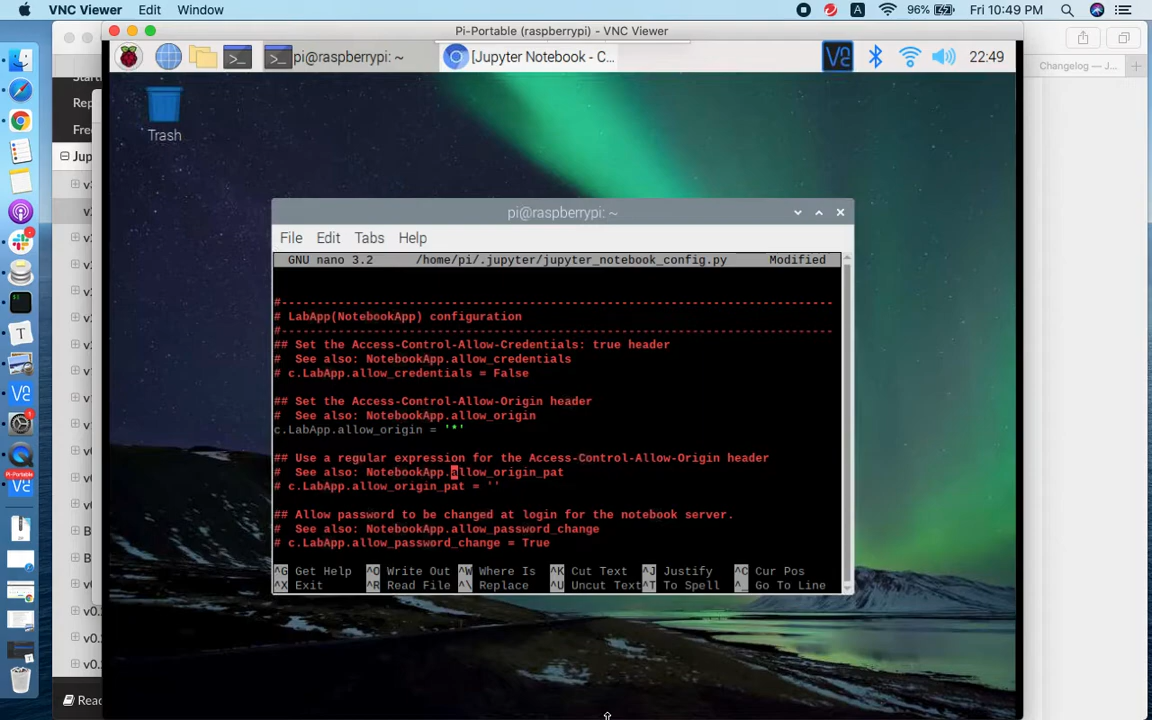 VNC Viewer Edit Window
96% Fri 10:49 PM
Pi-Portable (raspberrypi) - VNC Viewer
pi@raspberrypi: ~
[Jupyter Notebook - C...
22:49
Changelog — J...
Rep
Fre
Jup
Trash
pi@raspberrypi: ~
File Edit Tabs Help
GNU nano 3.2 /home/pi/.jupyter/jupyter_notebook_config.py Modified
#------------------------------------------------------------------------------
# LabApp(NotebookApp) configuration
#------------------------------------------------------------------------------
## Set the Access-Control-Allow-Credentials: true header
# See also: NotebookApp.allow_credentials
# c.LabApp.allow_credentials = False
## Set the Access-Control-Allow-Origin header
# See also: NotebookApp.allow_origin
c.LabApp.allow_origin = '*'
## Use a regular expression for the Access-Control-Allow-Origin header
# See also: NotebookApp.allow_origin_pat
# c.LabApp.allow_origin_pat = ''
## Allow password to be changed at login for the notebook server.
# See also: NotebookApp.allow_password_change
# c.LabApp.allow_password_change = True
^G Get Help ^O Write Out ^W Where Is ^K Cut Text ^J Justify ^C Cur Pos
^X Exit ^R Read File ^\ Replace ^U Uncut Text ^T To Spell ^_ Go To Line
Read